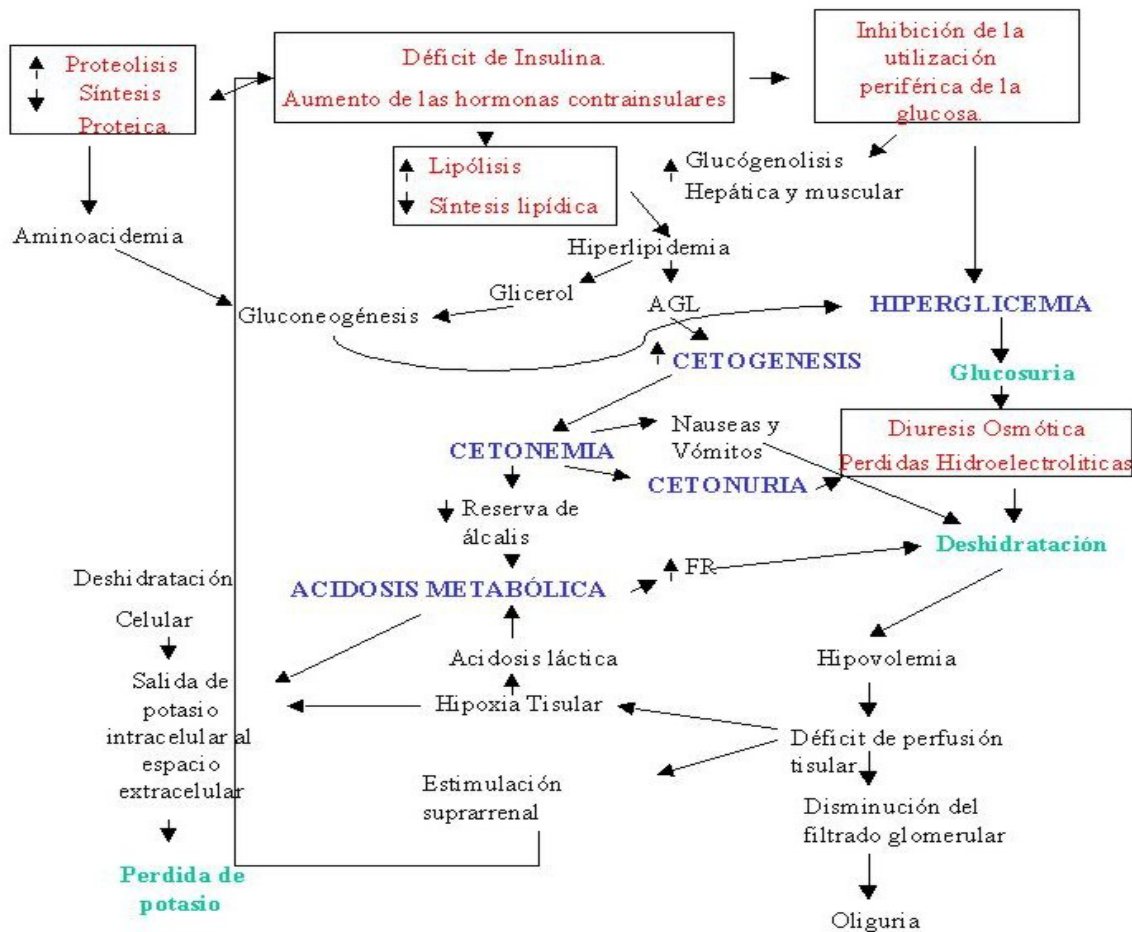 Proteolisis
Síntesis
Proteica.
Déficit de Insulina.
Aumento de las hormonas contrainsulares
Inhibición de la
utilización
periférica de la
glucosa.
Lipólisis
Síntesis lipídica
Glucógenolisis
Hepática y muscular
Aminoacidemia
Hiperlipidemia
Glicerol
AGL
Gluconeogénesis
HIPERGLICEMIA
CETOGENESIS
Glucosuria
Nauseas y
Vómitos
Diuresis Osmótica
Perdidas Hidroelectroliticas
CETONEMIA
CETONURIA
Reserva de
álcalis
Deshidratación
FR
ACIDOSIS METABÓLICA
Deshidratación
Celular
Acidosis láctica
Hipovolemia
Salida de
potasio
intracelular al
espacio
extracelular
Hipoxia Tisular
Déficit de perfusión
tisular
Estimulación
suprarrenal
Disminución del
filtrado glomerular
Perdida de
potasio
Oliguria